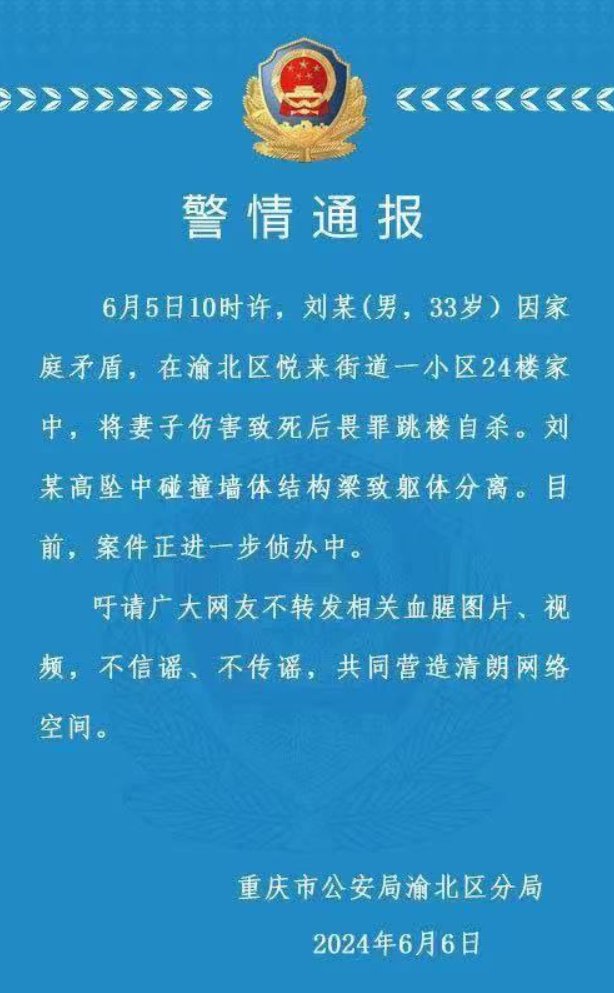 警情通报
6月5日10时许，刘某(男，33岁）因家
庭矛盾，在渝北区悦来街道一小区24楼家
中，将妻子伤害致死后畏罪跳楼自杀。刘
某高坠中碰撞墙体结构梁致躯体分离。目
前，案件正进一步侦办中。
吁请广大网友不转发相关血腥图片、视
频，不信谣、不传谣，共同营造清朗网络
空间。
重庆市公安局渝北区分局
2024年6月6日